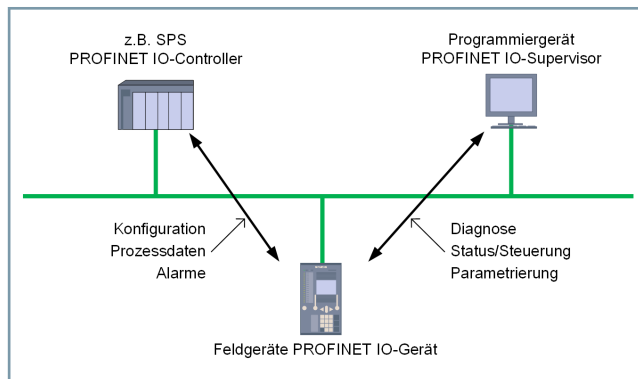 z.B. SPS
PROFINET IO-Controller
Programmiergerät
PROFINET IO-Supervisor
Konfiguration
Prozessdaten
Alarme
Diagnose
Status/Steuerung
Parametrierung
Feldgeräte PROFINET IO-Gerät